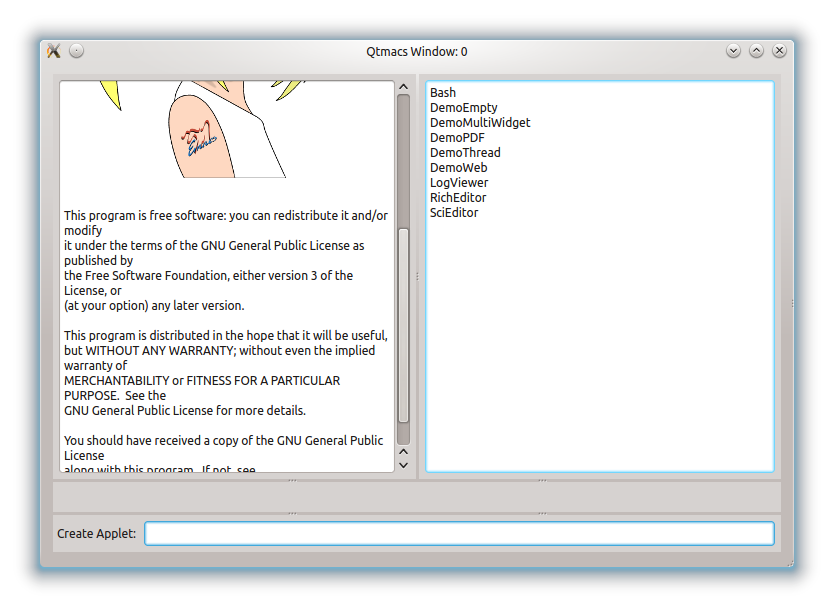 Qtmacs Window: 0
This program is free software: you can redistribute it and/or
modify
it under the terms of the GNU General Public License as
published by
the Free Software Foundation, either version 3 of the
License, or
(at your option) any later version.
This program is distributed in the hope that it will be useful,
but WITHOUT ANY WARRANTY; without even the implied
warranty of
MERCHANTABILITY or FITNESS FOR A PARTICULAR
PURPOSE.  See the
GNU General Public License for more details.
You should have received a copy of the GNU General Public
License
along with this program.  If not, see
Bash
DemoEmpty
DemoMultiWidget
DemoPDF
DemoThread
DemoWeb
LogViewer
RichEditor
SciEditor
Create Applet: